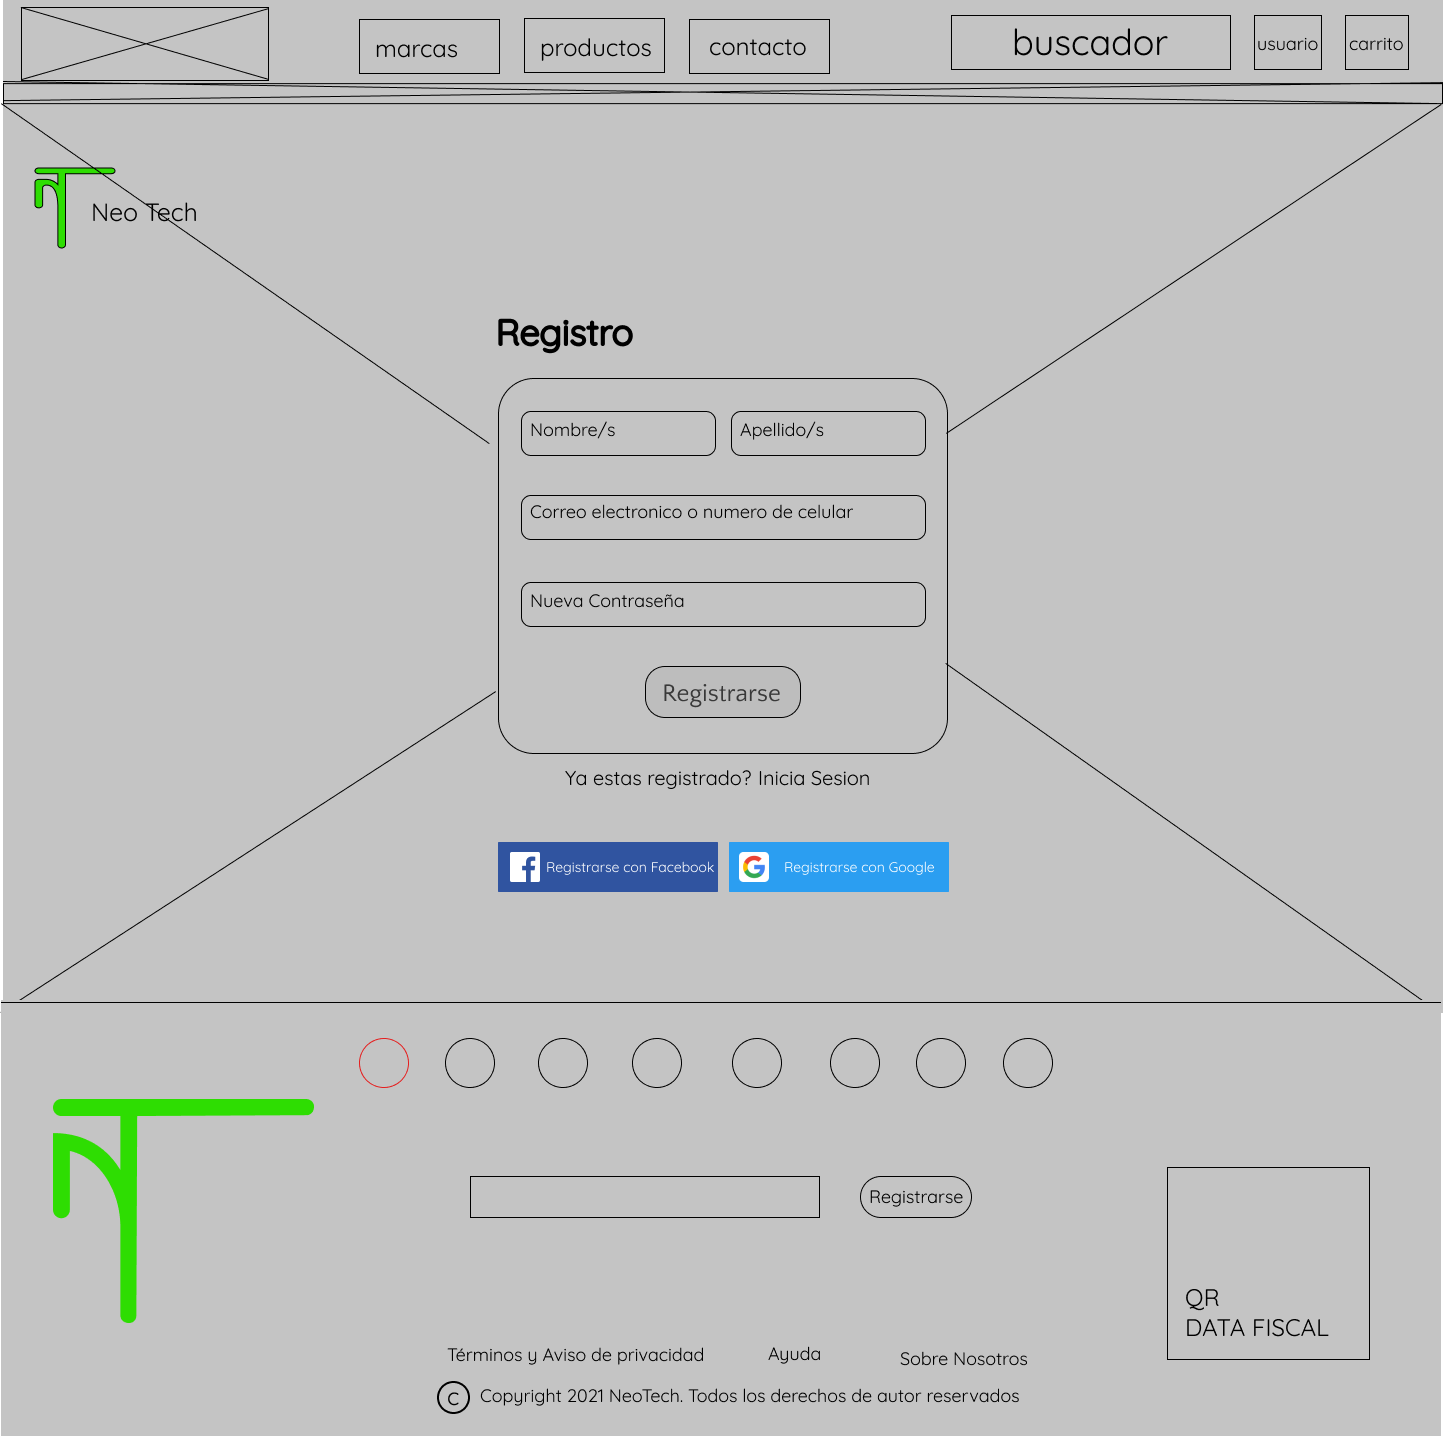 marcas
productos
contacto
buscador
usuario
carrito
Neo Tech
Registro
Nombre/s
Apellido/s
Correo electronico o numero de celular
Nueva Contraseña
Registrarse
Ya estas registrado? Inicia Sesion
Registrarse con Facebook
Registrarse con Google
Registrarse
QR
DATA FISCAL
Términos y Aviso de privacidad
Ayuda
Sobre Nosotros
C Copyright 2021 NeoTech. Todos los derechos de autor reservados